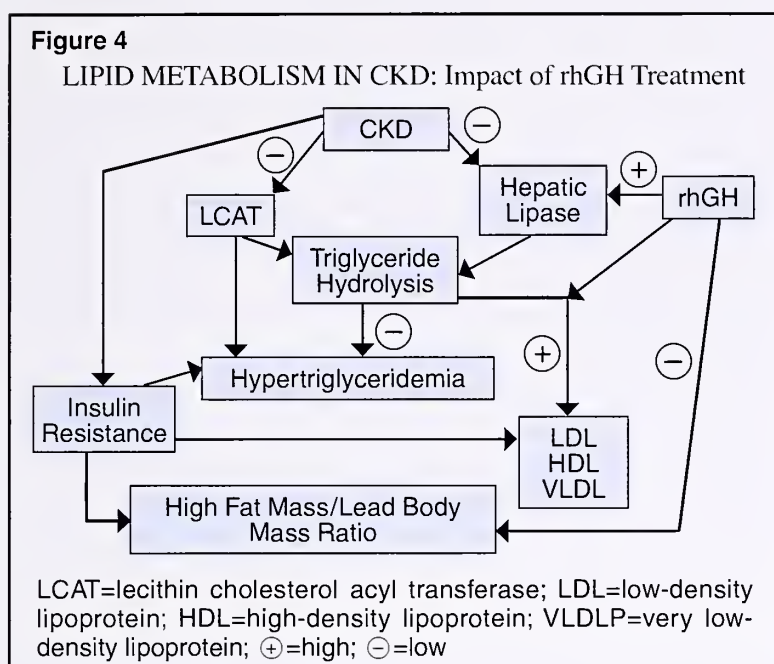 Figure 4
LIPID METABOLISM IN CKD: Impact of rhGH Treatment
CKD
−
−
+
Hepatic
Lipase
rhGH
LCAT
Triglyceride
Hydrolysis
−
+
−
Hypertriglyceridemia
Insulin
Resistance
LDL
HDL
VLDL
High Fat Mass/Lead Body
Mass Ratio
LCAT=lecithin cholesterol acyl transferase; LDL=low-density
lipoprotein; HDL=high-density lipoprotein; VLDLP=very low-
density lipoprotein; ⊕=high; ⊖=low